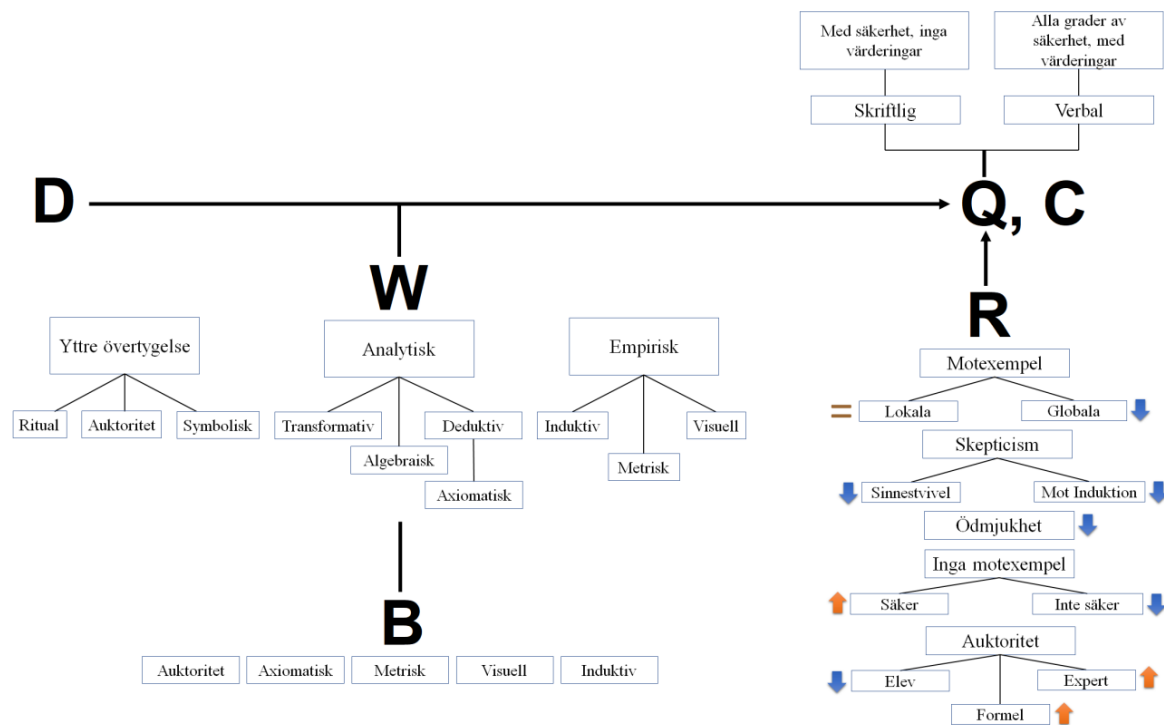 Med säkerhet, inga
värderingar
Alla grader av
säkerhet, med
värderingar
Skriftlig
Verbal
D
Q, C
W
R
Yttre övertygelse
Analytisk
Empirisk
Motexempel
Ritual
Auktoritet
Symbolisk
Transformativ
Deduktiv
Algebraisk
Axiomatisk
Induktiv
Visuell
Metrisk
=
Lokala
Globala
Skepticism
Sinnestvivel
Mot Induktion
Ödmjukhet
Inga motexempel
Säker
Inte säker
B
Auktoritet
Axiomatisk
Metrisk
Visuell
Induktiv
Auktoritet
Elev
Expert
Formel